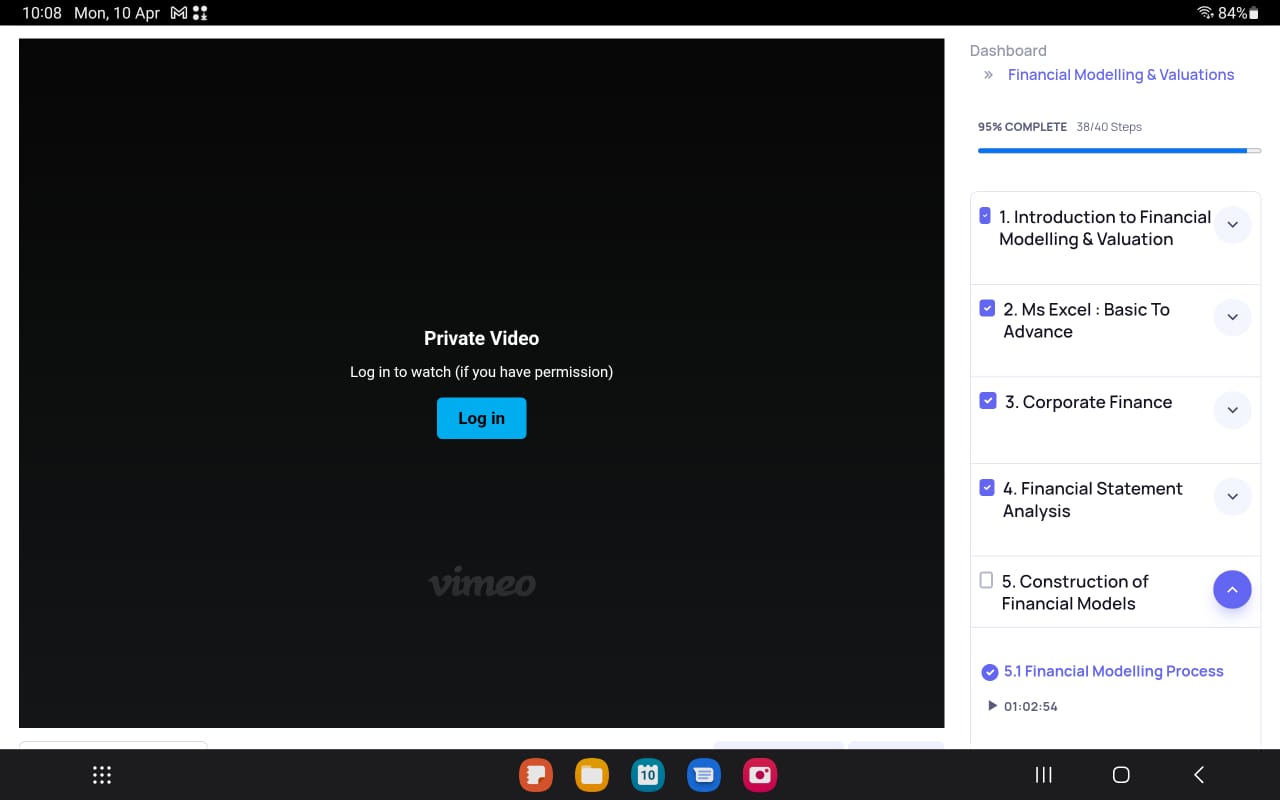 10:08 Mon, 10 Apr
84%
Private Video
Log in to watch (if you have permission)
Log in
vimeo
Dashboard
» Financial Modelling & Valuations
95% COMPLETE 38/40 Steps
1. Introduction to Financial
Modelling & Valuation
2. Ms Excel : Basic To
Advance
3. Corporate Finance
4. Financial Statement
Analysis
5. Construction of
Financial Models
5.1 Financial Modelling Process
01:02:54
10